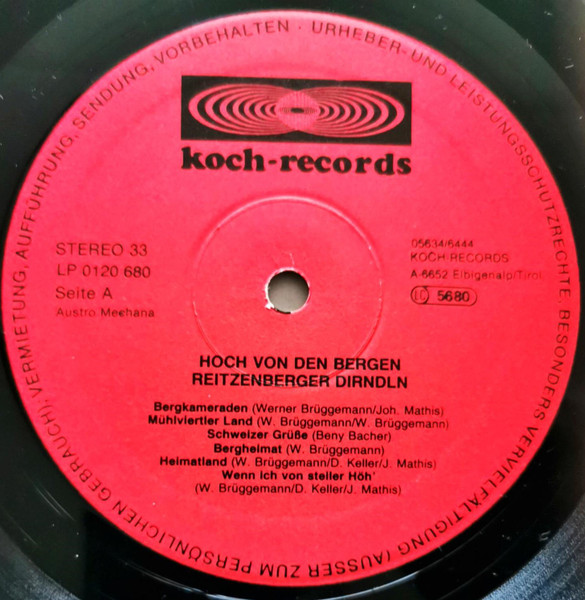 URHEBER- UND LEISTUNGSSCHUTZRECHTE, BESONDERS VERVIELFÄLTIGUNG (AUSSER ZUM PERSÖNLICHEN GEBRAUCH), VERMIETUNG, AUFFÜHRUNG, SENDUNG, VORBEHALTEN ·
koch-records
STEREO 33
LP 0120 680
Seite A
Austro Mechana
05634/6444
KOCH-RECORDS
A-6652 Elbigenalp/Tirol
LC 5680
HOCH VON DEN BERGEN
REITZENBERGER DIRNDLN
Bergkameraden (Werner Brüggemann/Joh. Mathis)
Mühlviertler Land (W. Brüggemann/W. Brüggemann)
Schweizer Grüße (Beny Bacher)
Bergheimat (W. Brüggemann)
Heimatland (W. Brüggemann/D. Keller/J. Mathis)
Wenn ich von steiler Höh'
(W. Brüggemann/D. Keller/J. Mathis)